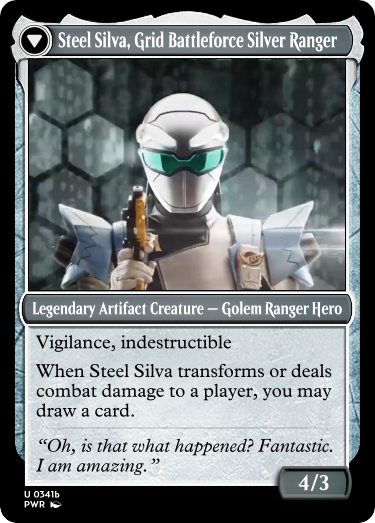 Steel Silva, Grid Battleforce Silver Ranger
Legendary Artifact Creature — Golem Ranger Hero
Vigilance, indestructible
When Steel Silva transforms or deals
combat damage to a player, you may
draw a card.
“Oh, is that what happened? Fantastic.
I am amazing.”
4/3
U 0341b
PWR